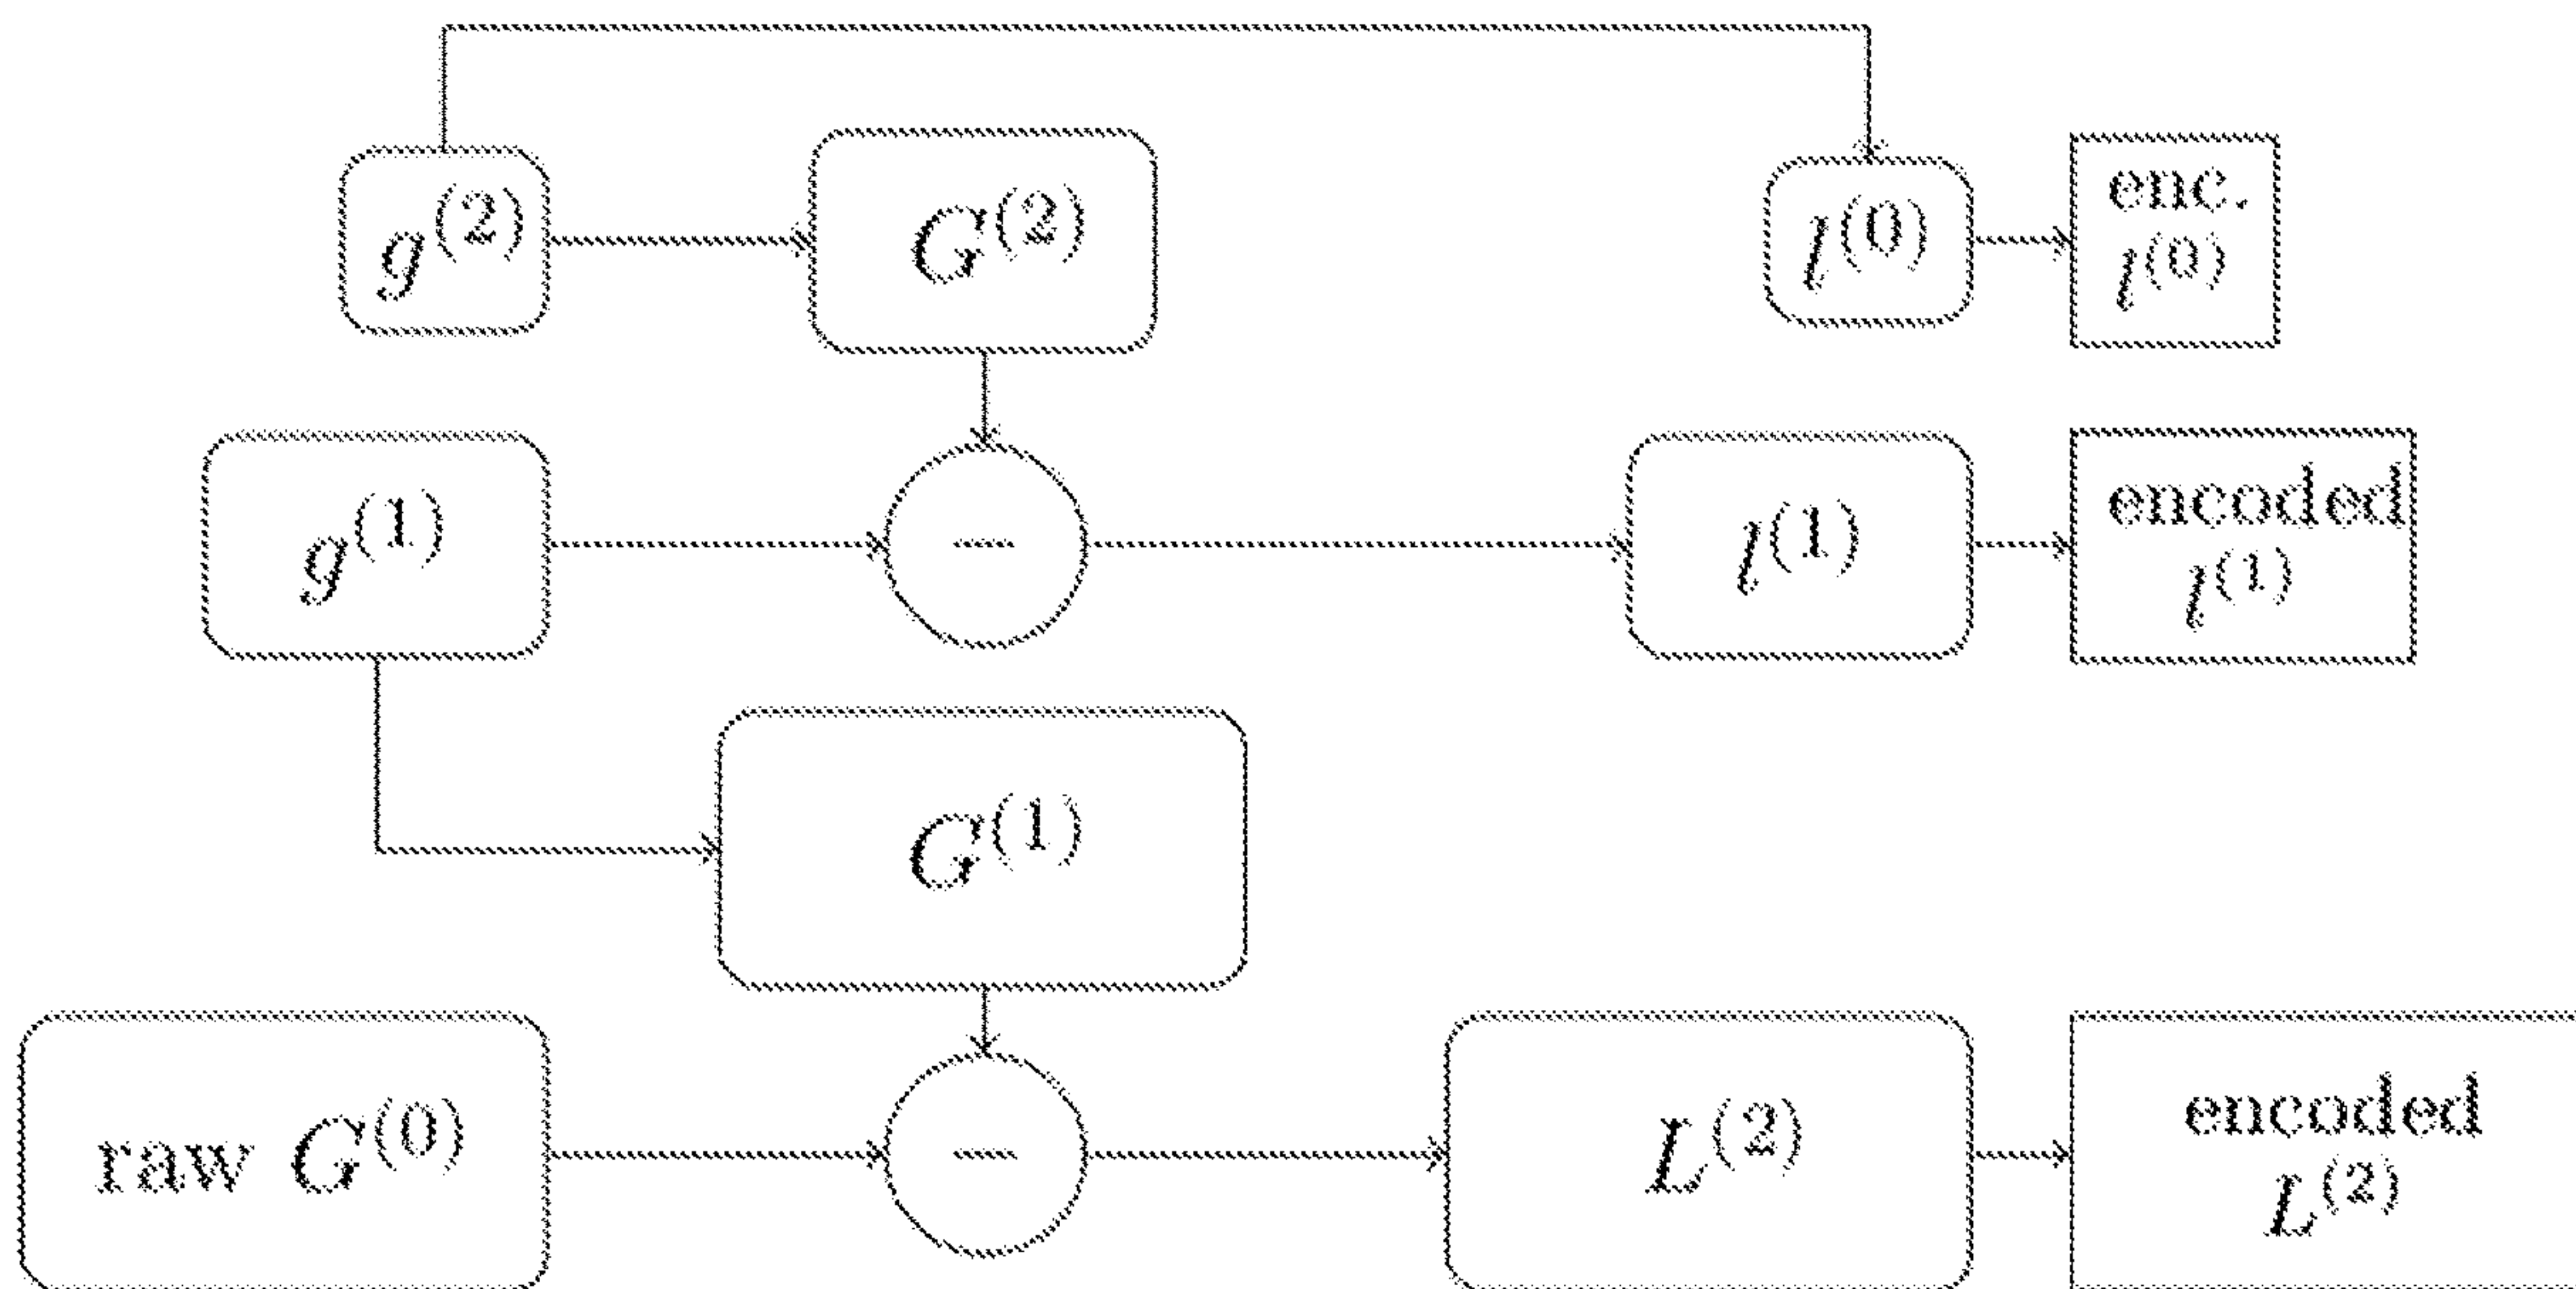 g^(2)
G^(2)
l^(0)
enc.
l^(0)
g^(1)
−
l^(1)
encoded
l^(1)
G^(1)
raw G^(0)
−
L^(2)
encoded
L^(2)